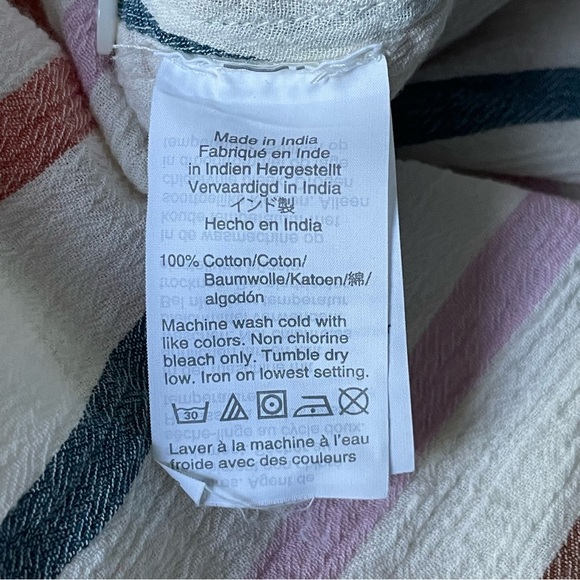 Made in India
Fabriqué en Inde
in Indien Hergestellt
Vervaardigd in India
インド製
Hecho en India
100% Cotton/Coton/
Baumwolle/Katoen/綿/
algodón
Machine wash cold with
like colors. Non chlorine
bleach only. Tumble dry
low. Iron on lowest setting.
30
Laver à la machine à l'eau
froide avec des couleurs